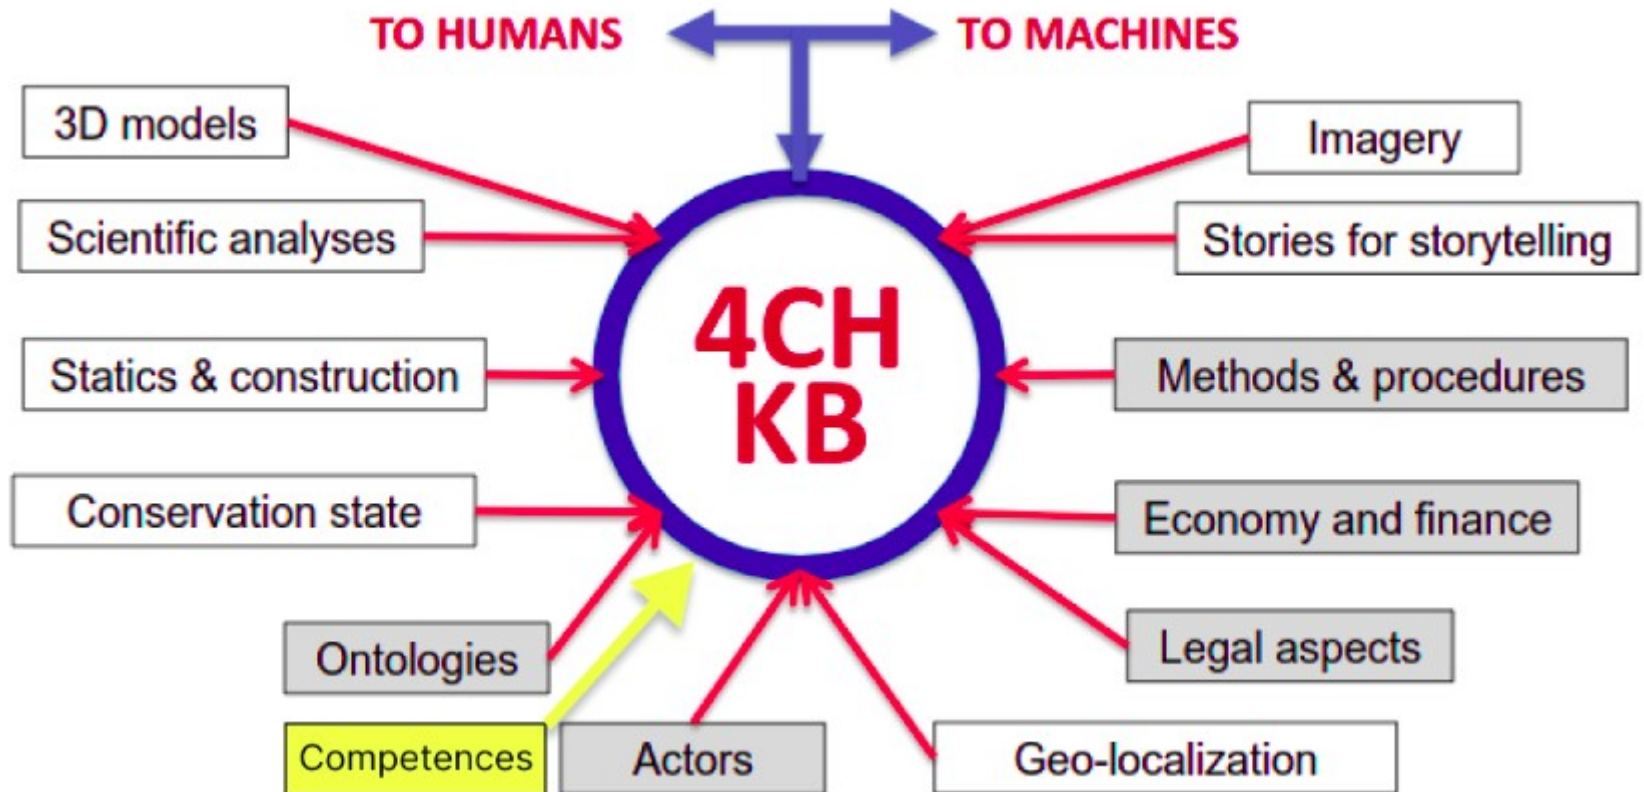 TO HUMANS
TO MACHINES
3D models
Imagery
Scientific analyses
Stories for storytelling
4CH
KB
Statics & construction
Methods & procedures
Conservation state
Economy and finance
Ontologies
Legal aspects
Competences
Actors
Geo-localization